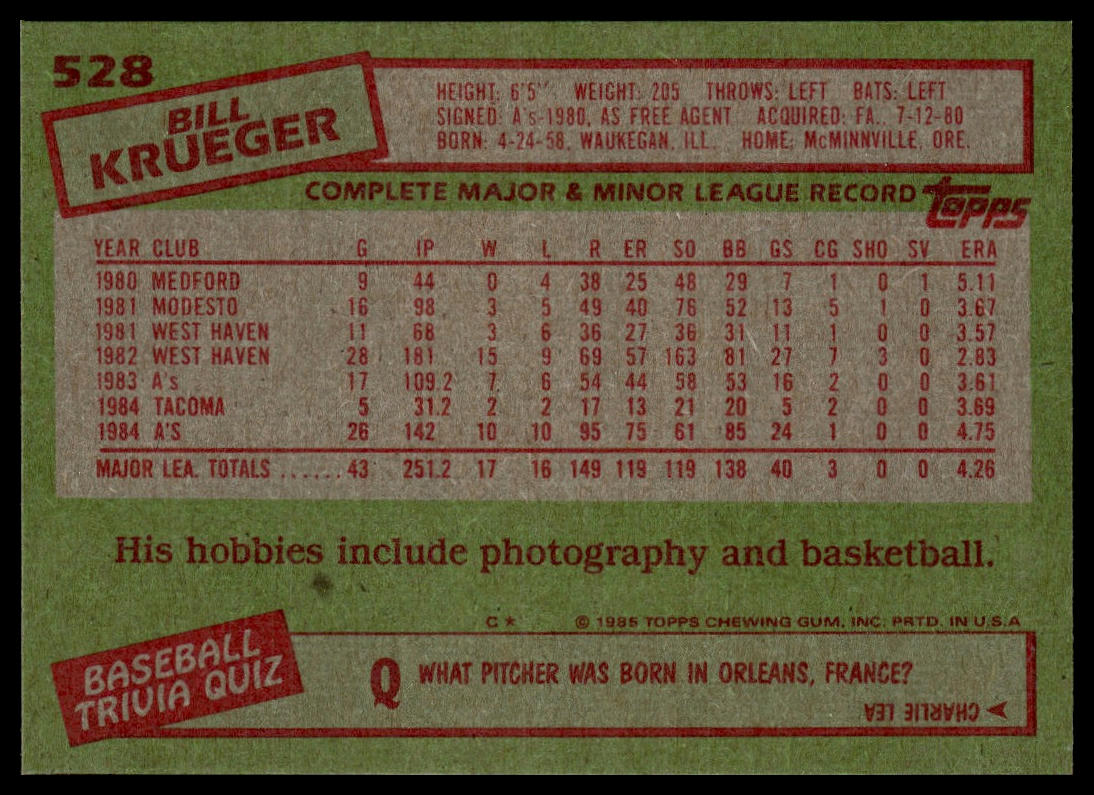 528
BILL
KRUEGER
HEIGHT: 6'5" WEIGHT: 205 THROWS: LEFT BATS: LEFT
SIGNED: A's-1980, AS FREE AGENT ACQUIRED: FA., 7-12-80
BORN: 4-24-58, WAUKEGAN, ILL. HOME: McMINNVILLE, ORE.
COMPLETE MAJOR & MINOR LEAGUE RECORD topps
YEAR CLUB G IP W L R ER SO BB GS CG SHO SV ERA
1980 MEDFORD 9 44 0 4 38 25 48 29 7 1 0 1 5.11
1981 MODESTO 16 98 3 5 49 40 76 52 13 5 1 0 3.67
1981 WEST HAVEN 11 68 3 6 36 27 36 31 11 1 0 0 3.57
1982 WEST HAVEN 28 181 15 9 69 57 163 81 27 7 3 0 2.83
1983 A's 17 109.2 7 6 54 44 58 53 16 2 0 0 3.61
1984 TACOMA 5 31.2 2 2 17 13 21 20 5 2 0 0 3.69
1984 A'S 26 142 10 10 95 75 61 85 24 1 0 0 4.75
MAJOR LEA. TOTALS ...... 43 251.2 17 16 149 119 119 138 40 3 0 0 4.26
His hobbies include photography and basketball.
C* © 1985 TOPPS CHEWING GUM, INC. PRTD. IN U.S.A
BASEBALL
TRIVIA QUIZ
Q WHAT PITCHER WAS BORN IN ORLEANS, FRANCE?
CHARLIE LEA